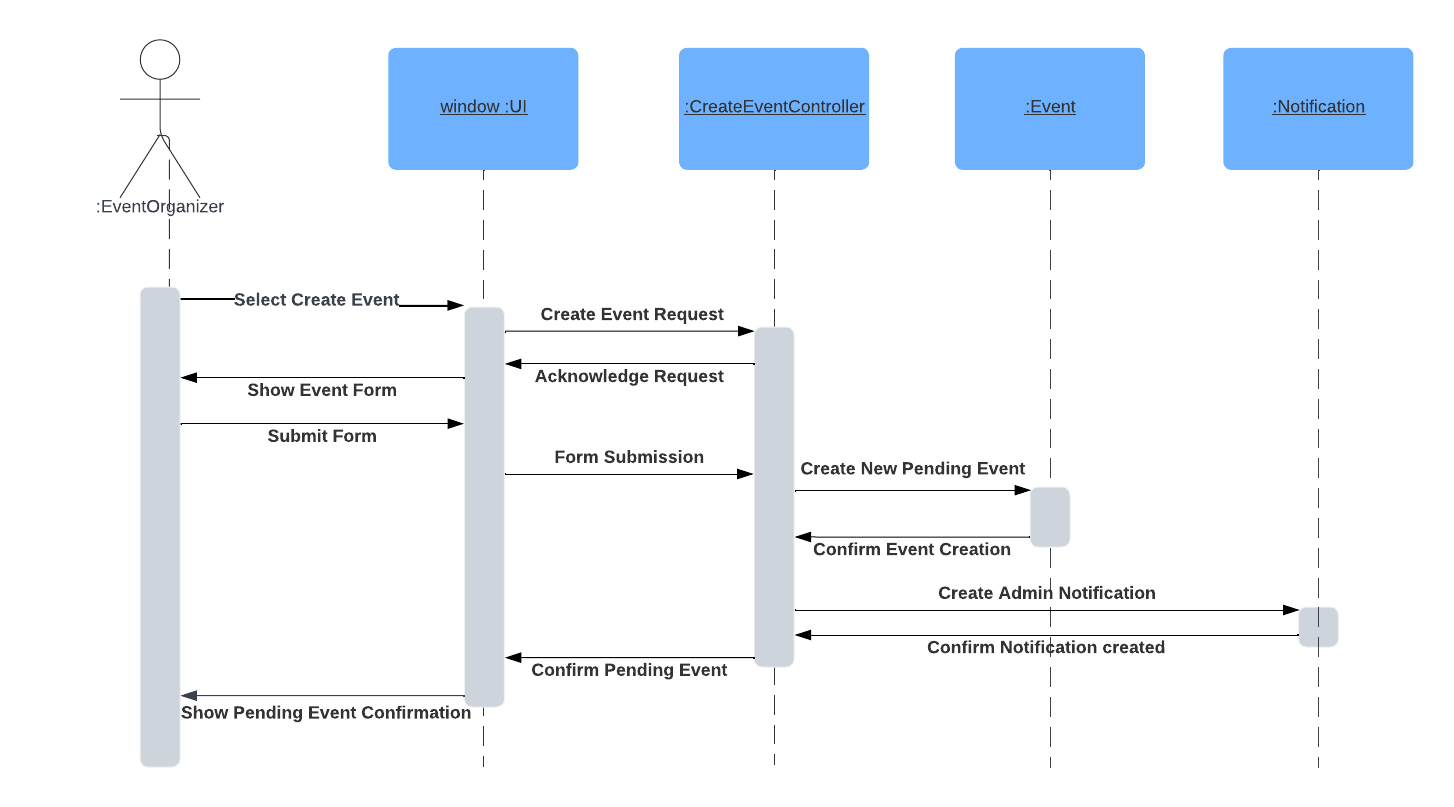 window :UI
:CreateEventController
:Event
:Notification
:EventOrganizer
Select Create Event
Create Event Request
Acknowledge Request
Show Event Form
Submit Form
Form Submission
Create New Pending Event
Confirm Event Creation
Create Admin Notification
Confirm Notification created
Confirm Pending Event
Show Pending Event Confirmation